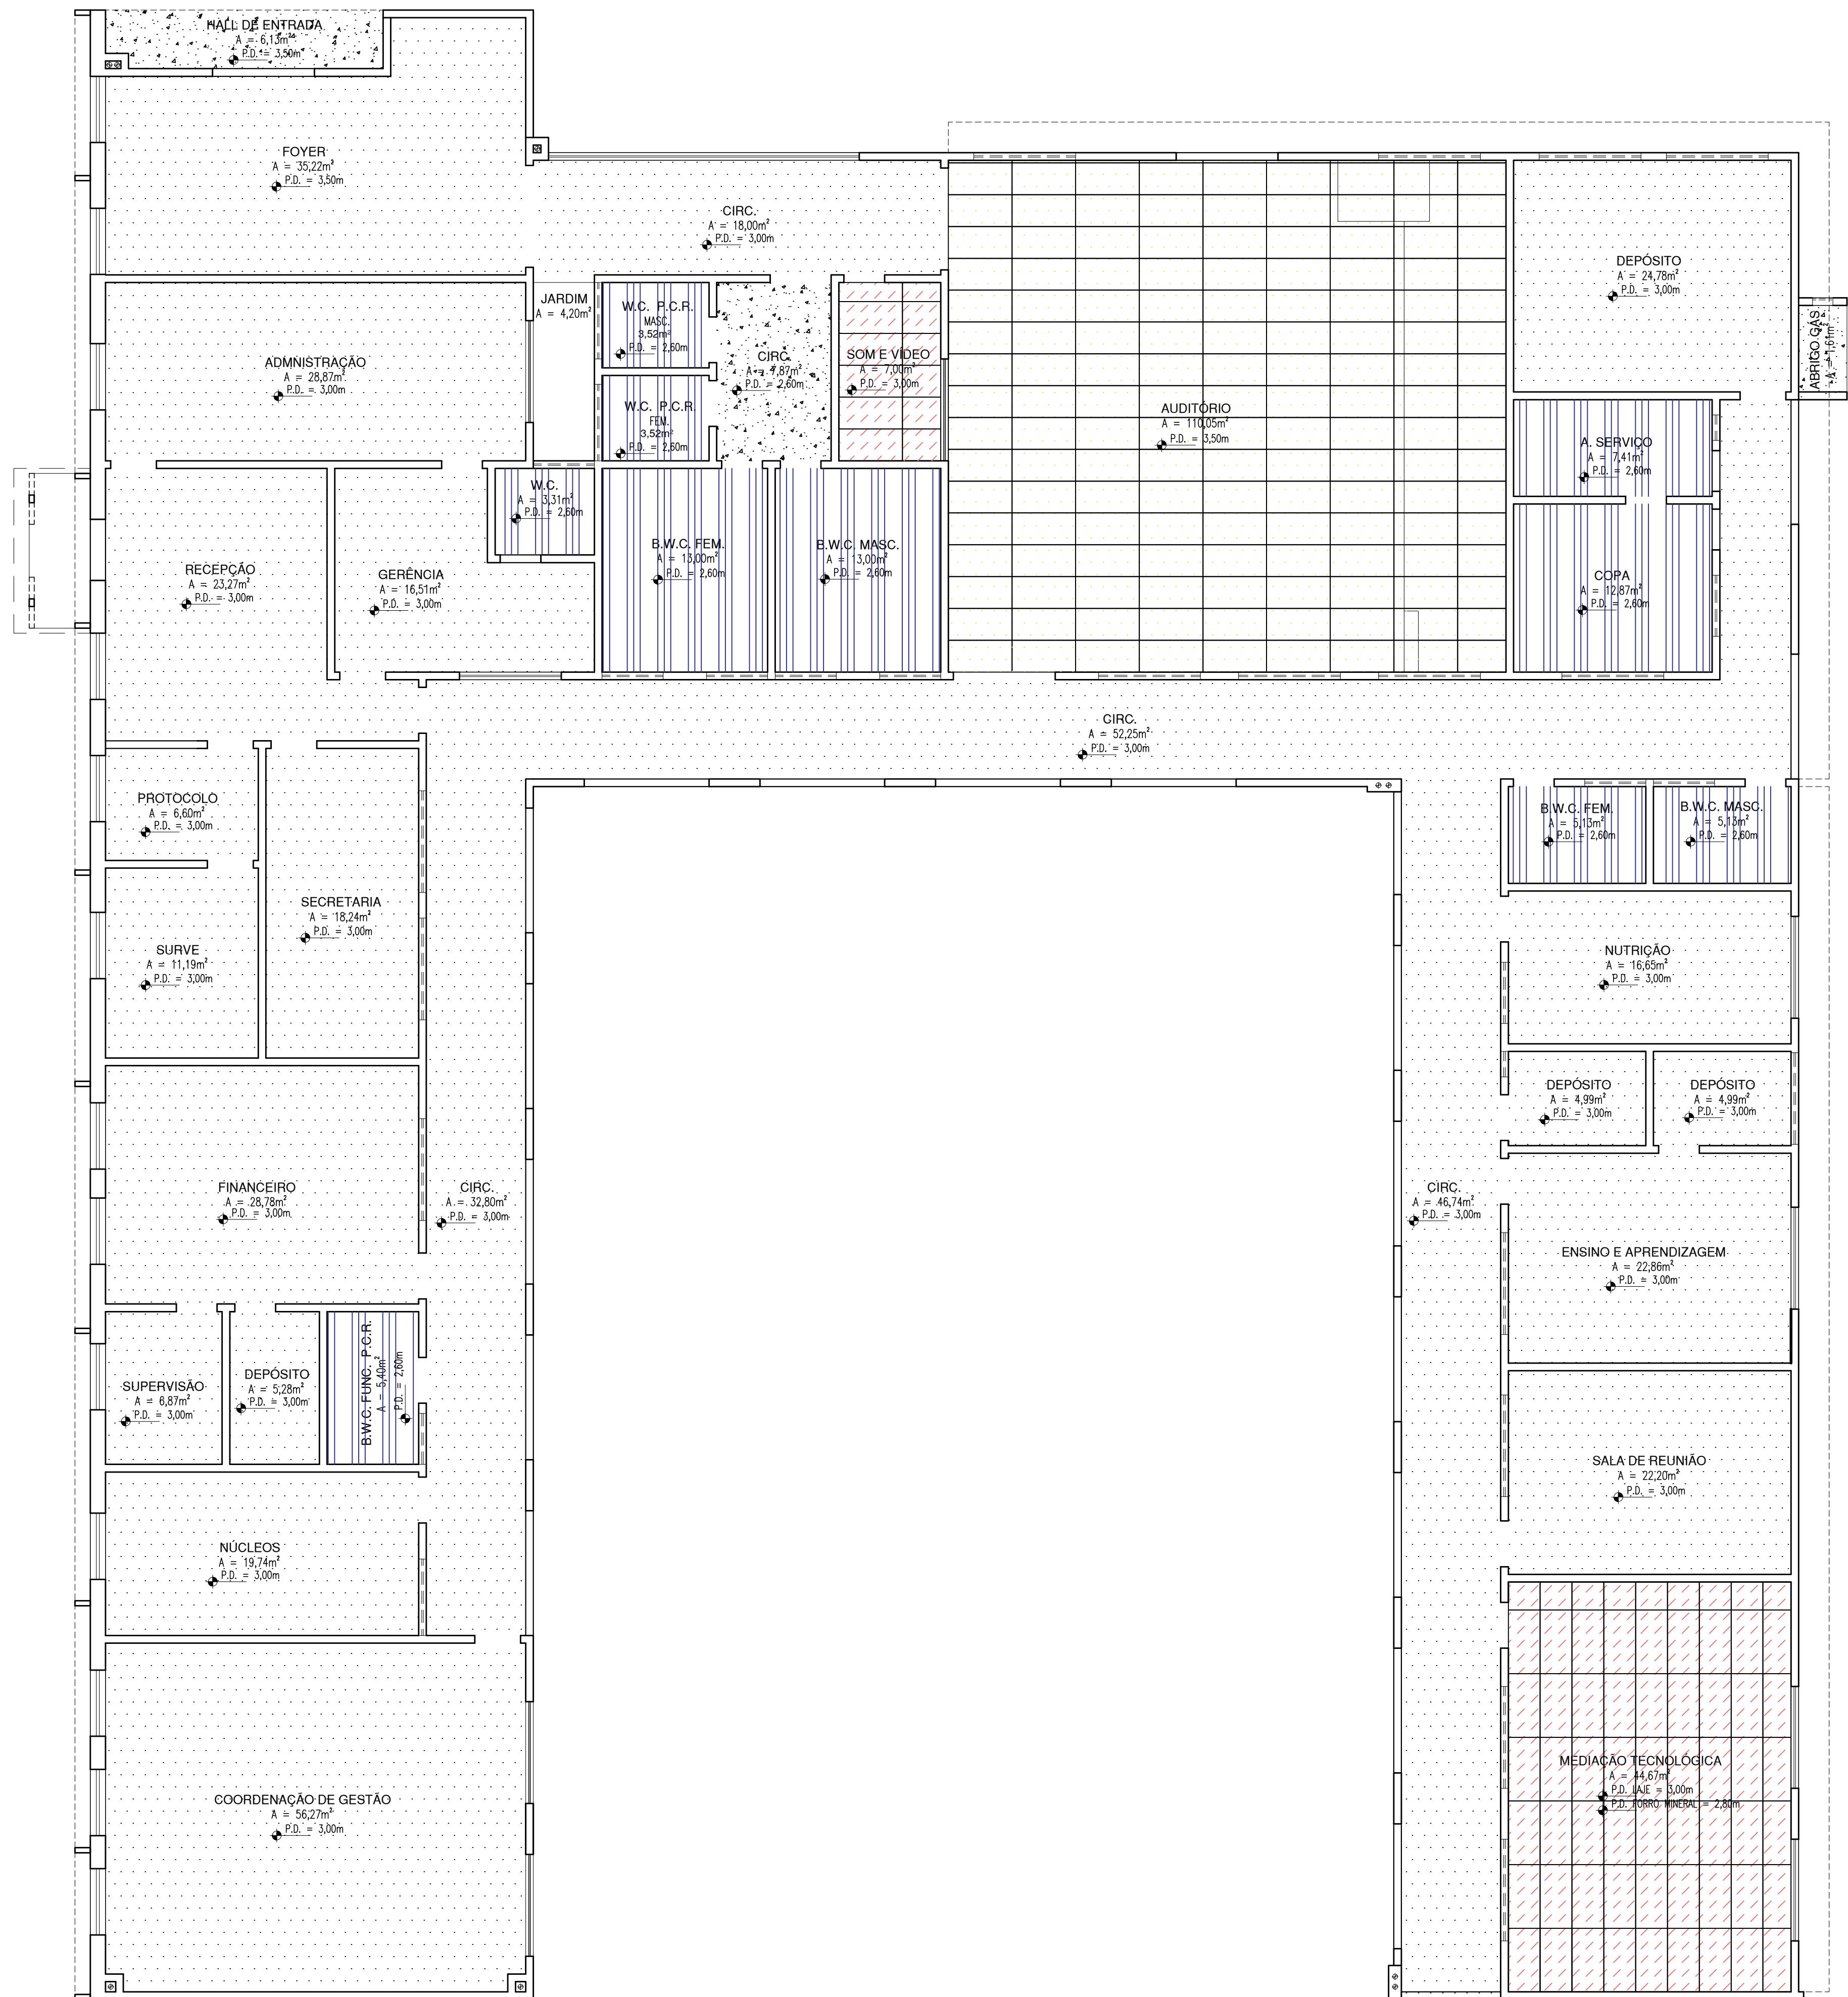 HALL DE ENTRADA
A = 6,13m²
P.D. = 3,50m
FOYER
A = 35,22m²
P.D. = 3,50m
CIRC.
A = 18,00m²
P.D. = 3,00m
DEPÓSITO
A = 24,78m²
P.D. = 3,00m
ABRIGO GÁS
A = 1,61m²
JARDIM
A = 4,20m²
W.C. P.C.R.
MASC.
3,52m²
P.D. = 2,60m
CIRC.
A = 7,87m²
P.D. = 2,60m
SOM E VÍDEO
A = 7,00m²
P.D. = 3,00m
ADMNISTRAÇÃO
A = 28,87m²
P.D. = 3,00m
W.C. P.C.R.
FEM.
3,52m²
P.D. = 2,60m
AUDITÓRIO
A = 110,05m²
P.D. = 3,50m
A. SERVIÇO
A = 7,41m²
P.D. = 2,60m
W.C.
A = 3,31m²
P.D. = 2,60m
B.W.C. FEM.
A = 13,00m²
P.D. = 2,60m
B.W.C. MASC.
A = 13,00m²
P.D. = 2,60m
RECEPÇÃO
A = 23,27m²
P.D. = 3,00m
GERÊNCIA
A = 16,51m²
P.D. = 3,00m
COPA
A = 12,87m²
P.D. = 2,60m
CIRC.
A = 52,25m²
P.D. = 3,00m
PROTOCOLO
A = 6,60m²
P.D. = 3,00m
B.W.C. FEM.
A = 5,13m²
P.D. = 2,60m
B.W.C. MASC.
A = 5,13m²
P.D. = 2,60m
SECRETARIA
A = 18,24m²
P.D. = 3,00m
SURVE
A = 11,19m²
P.D. = 3,00m
NUTRIÇÃO
A = 16,65m²
P.D. = 3,00m
DEPÓSITO
A = 4,99m²
P.D. = 3,00m
DEPÓSITO
A = 4,99m²
P.D. = 3,00m
FINANCEIRO
A = 28,78m²
P.D. = 3,00m
CIRC.
A = 32,80m²
P.D. = 3,00m
CIRC.
A = 46,74m²
P.D. = 3,00m
ENSINO E APRENDIZAGEM
A = 22,86m²
P.D. = 3,00m
SUPERVISÃO
A = 6,87m²
P.D. = 3,00m
DEPÓSITO
A = 5,28m²
P.D. = 3,00m
B.W.C. FUNC. P.C.R.
A = 5,40m²
P.D. = 2,60m
SALA DE REUNIÃO
A = 22,20m²
P.D. = 3,00m
NÚCLEOS
A = 19,74m²
P.D. = 3,00m
MEDIAÇÃO TECNOLÓGICA
A = 44,67m²
P.D. LAJE = 3,00m
P.D. FORRO MINERAL = 2,80m
COORDENAÇÃO DE GESTÃO
A = 56,27m²
P.D. = 3,00m